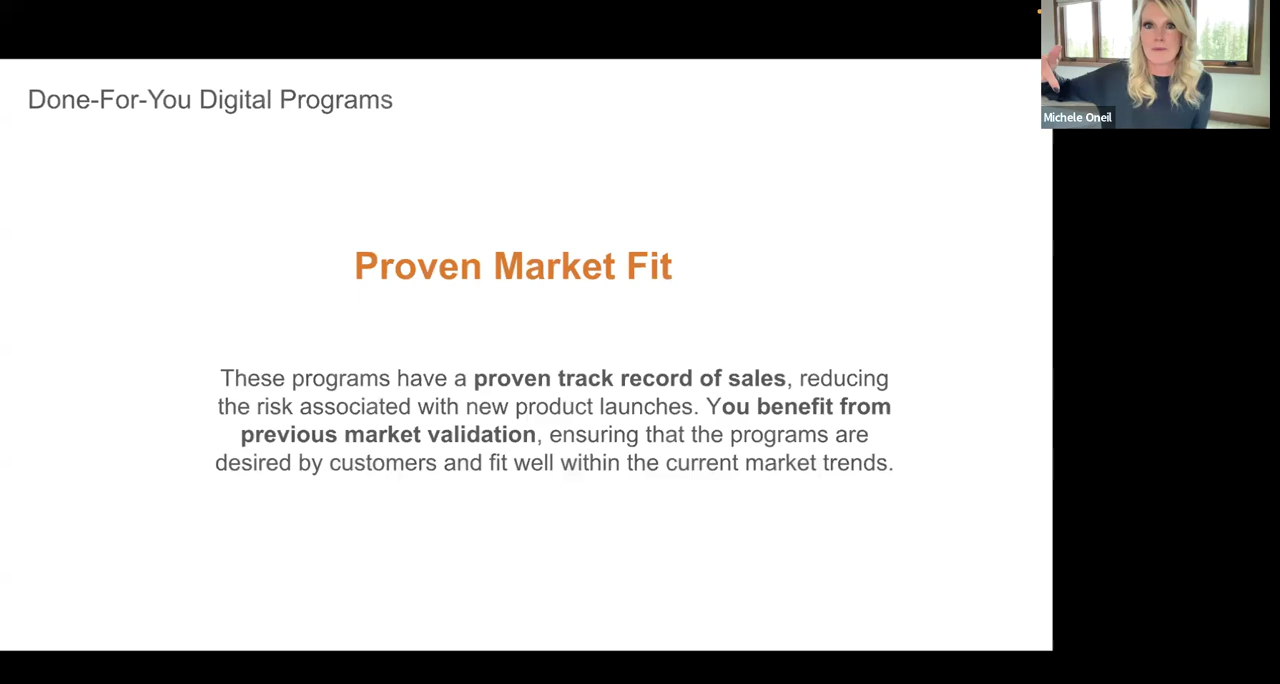 Done-For-You Digital Programs
Michele Oneil
Proven Market Fit
These programs have a proven track record of sales, reducing
the risk associated with new product launches. You benefit from
previous market validation, ensuring that the programs are
desired by customers and fit well within the current market trends.